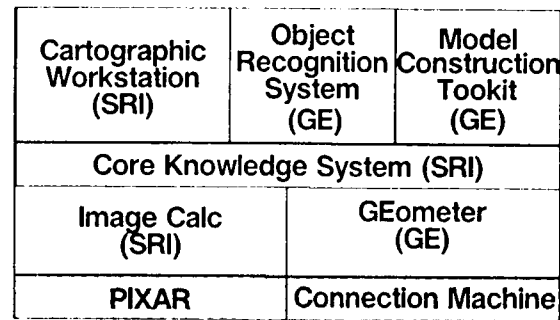 Cartographic
Workstation
(SRI)
Object
Recognition
System
(GE)
Model
Construction
Tookit
(GE)
Core Knowledge System (SRI)
Image Calc
(SRI)
GEometer
(GE)
PIXAR
Connection Machine